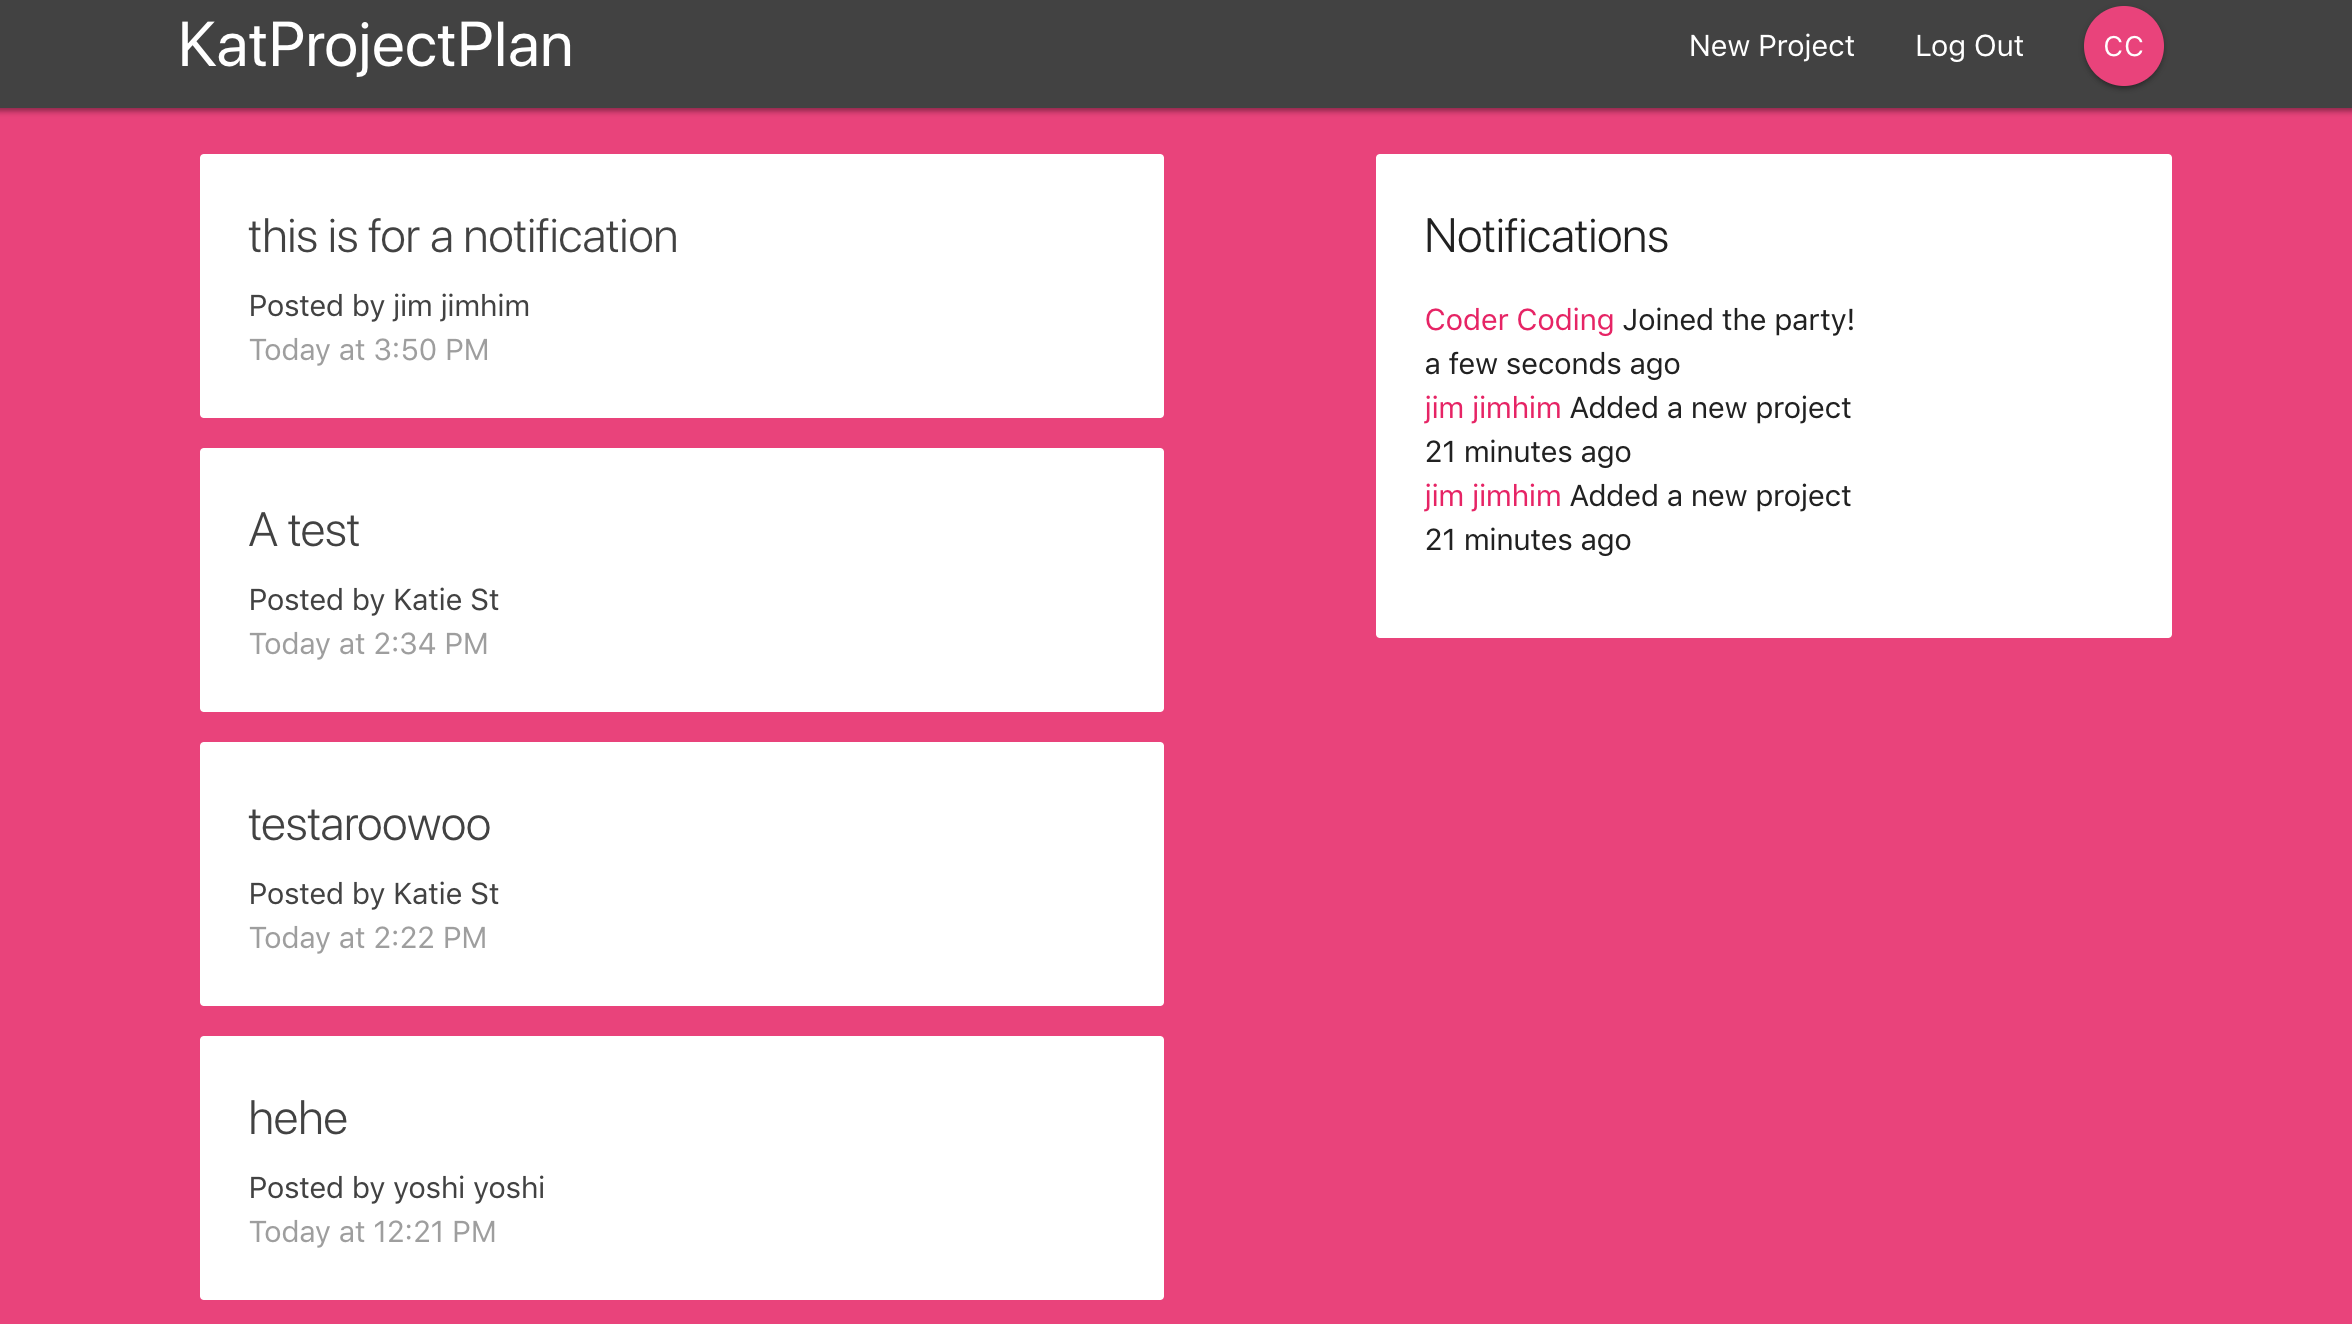 KatProjectPlan
New Project
Log Out
CC
this is for a notification
Posted by jim jimhim
Today at 3:50 PM
A test
Posted by Katie St
Today at 2:34 PM
testaroowoo
Posted by Katie St
Today at 2:22 PM
hehe
Posted by yoshi yoshi
Today at 12:21 PM
Notifications
Coder Coding Joined the party!
a few seconds ago
jim jimhim Added a new project
21 minutes ago
jim jimhim Added a new project
21 minutes ago